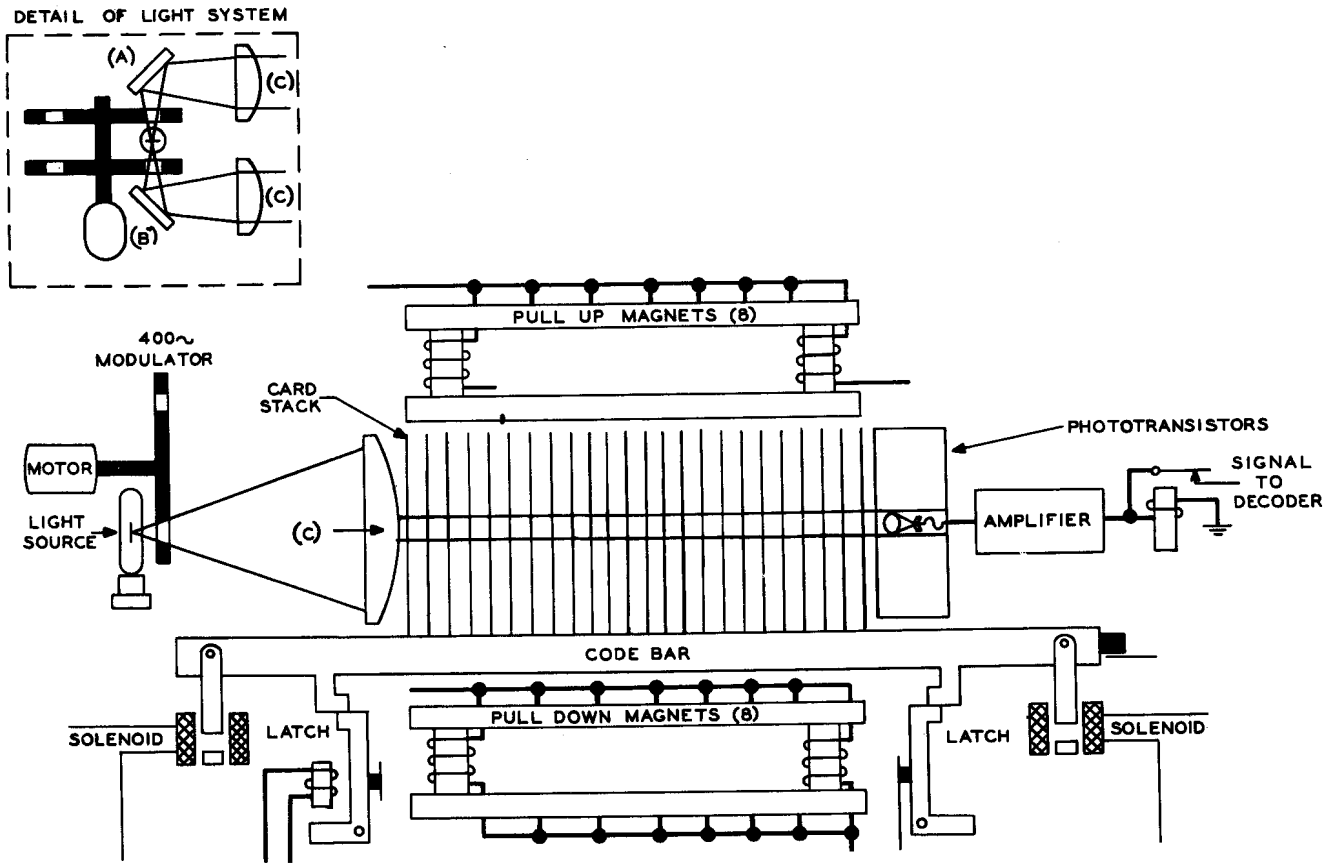 DETAIL OF LIGHT SYSTEM
(A)
(C)
(C)
(B)
PULL UP MAGNETS (8)
400~
MODULATOR
CARD
STACK
PHOTOTRANSISTORS
MOTOR
SIGNAL
TO
DECODER
LIGHT
SOURCE
(C)
AMPLIFIER
CODE BAR
PULL DOWN MAGNETS (8)
SOLENOID
LATCH
LATCH
SOLENOID